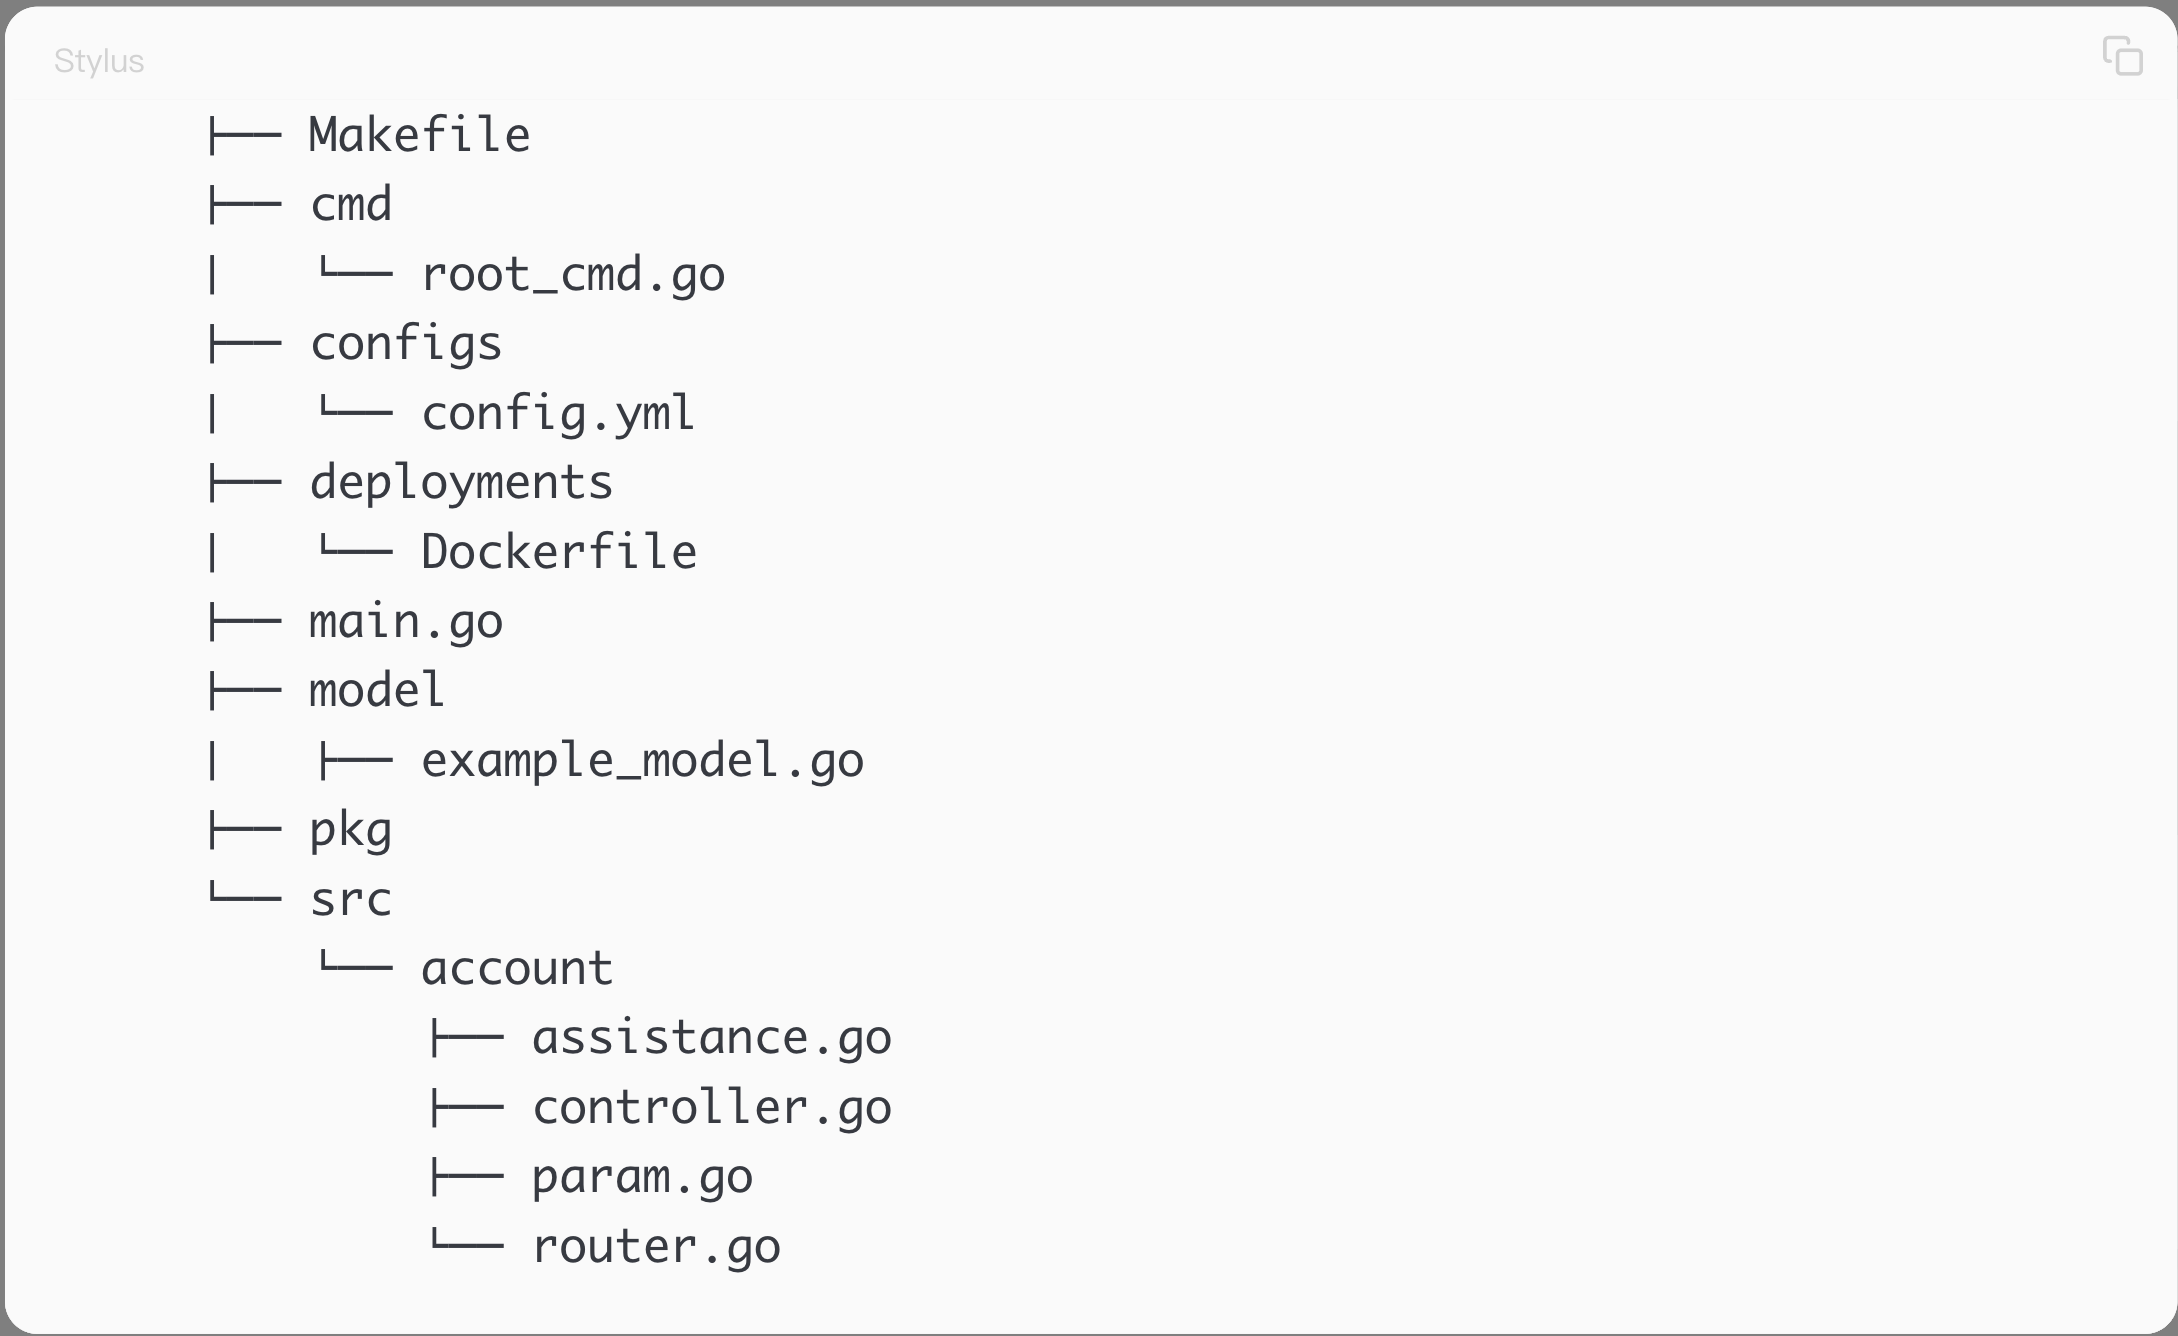 Stylus
├── Makefile
├── cmd
│   └── root_cmd.go
├── configs
│   └── config.yml
├── deployments
│   └── Dockerfile
├── main.go
├── model
│   ├── example_model.go
├── pkg
└── src
    └── account
        ├── assistance.go
        ├── controller.go
        ├── param.go
        └── router.go